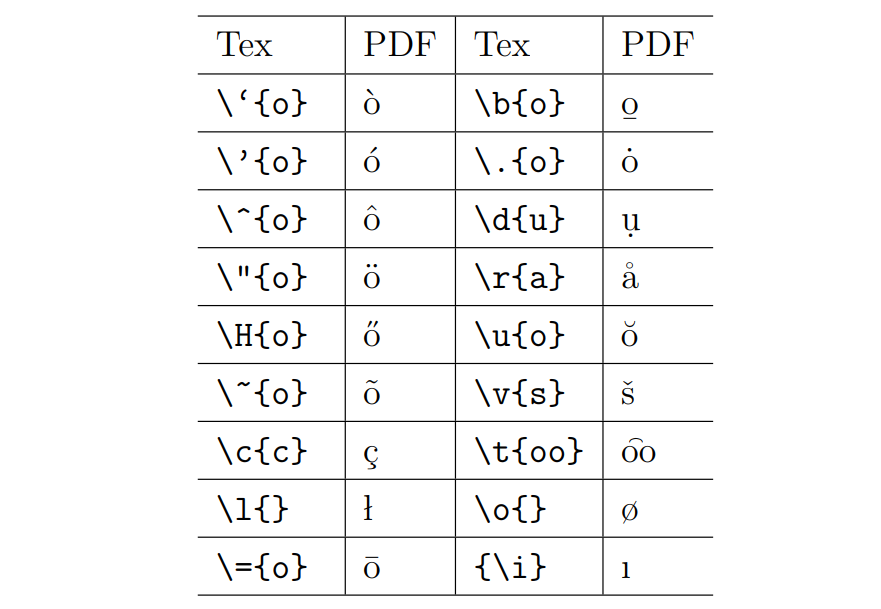 Tex PDF Tex PDF
\‘{o} ò \b{o} o̲
\’{o} ó \.{o} ȯ
\^{o} ô \d{u} ụ
\"{o} ö \r{a} å
\H{o} ő \u{o} ŏ
\~{o} õ \v{s} š
\c{c} ç \t{oo} o͡o
\l{} ł \o{} ø
\={o} ō {\i} ı